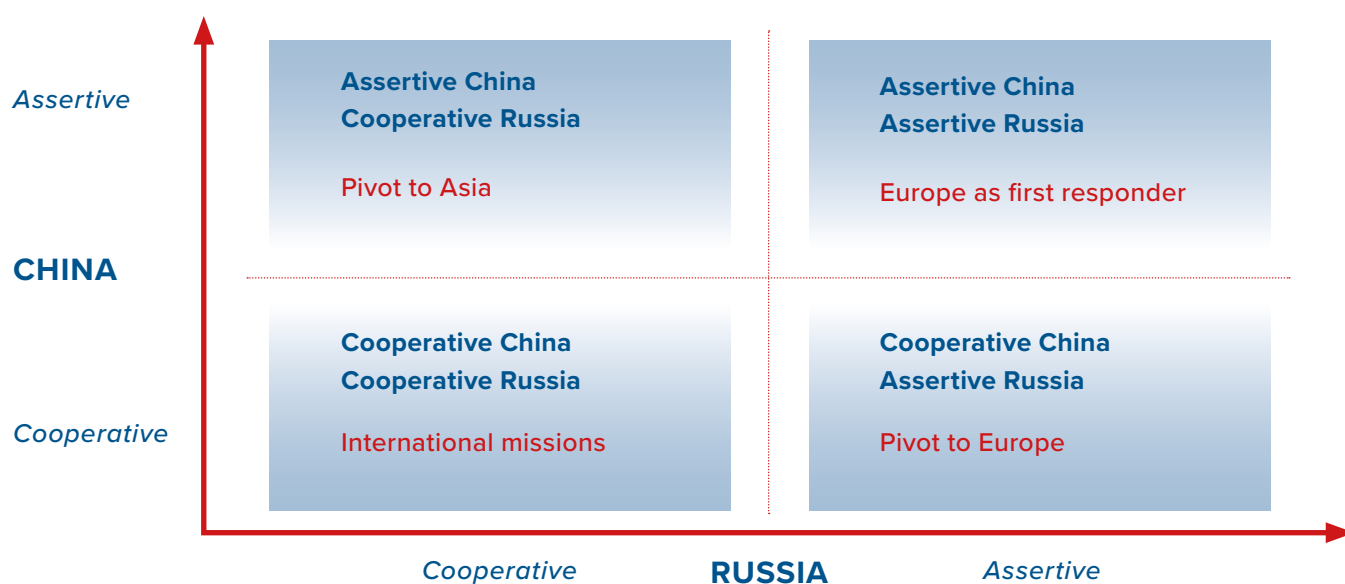 Assertive
Assertive China
Cooperative Russia
Pivot to Asia
Assertive China
Assertive Russia
Europe as first responder
CHINA
Cooperative
Cooperative China
Cooperative Russia
International missions
Cooperative China
Assertive Russia
Pivot to Europe
Cooperative
RUSSIA
Assertive